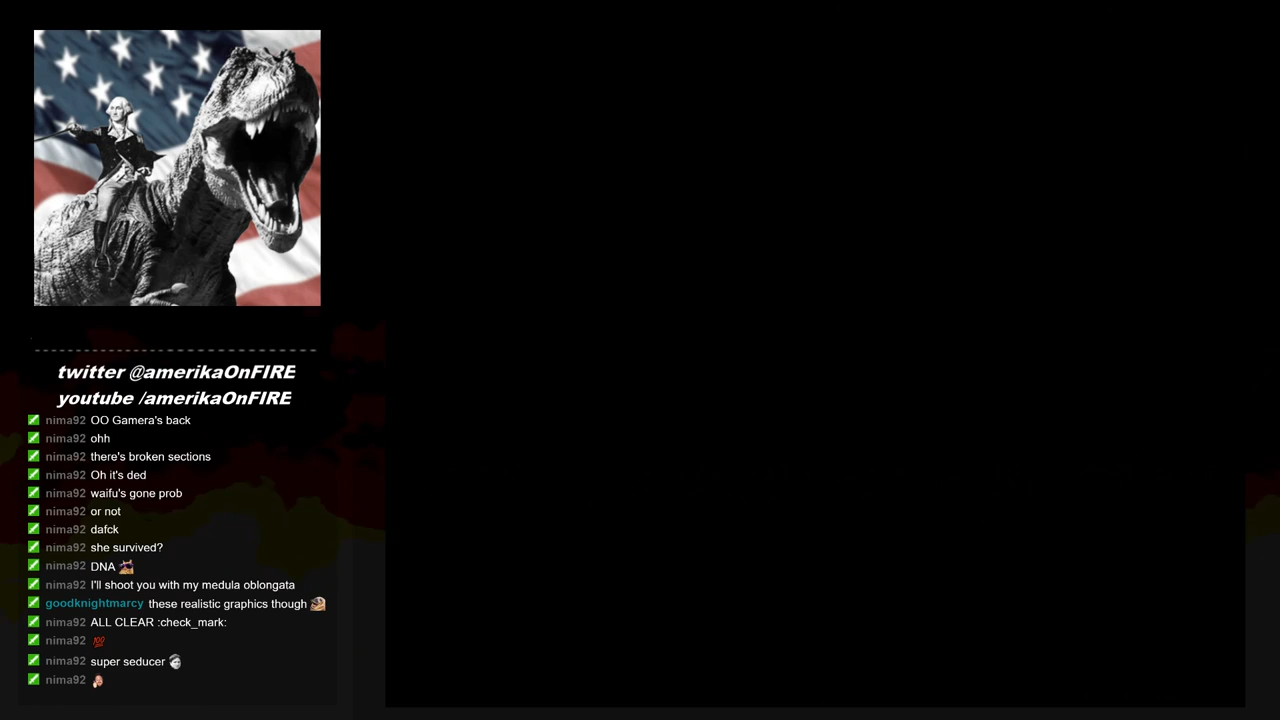 twitter @amerikaOnFIRE
youtube /amerikaOnFIRE
nima92 OO Gamera's back
nima92 ohh
nima92 there's broken sections
nima92 Oh it's ded
nima92 waifu's gone prob
nima92 or not
nima92 dafck
nima92 she survived?
nima92 DNA
nima92 I'll shoot you with my medula oblongata
goodknightmarcy these realistic graphics though
nima92 ALL CLEAR :check_mark:
nima92 💯
nima92 super seducer
nima92